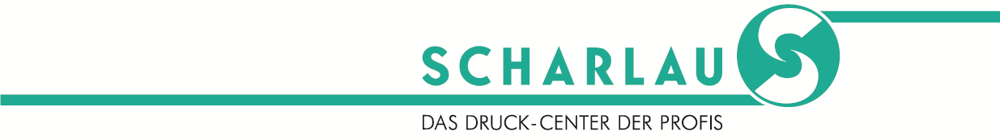 SCHARLAU
DAS DRUCK-CENTER DER PROFIS